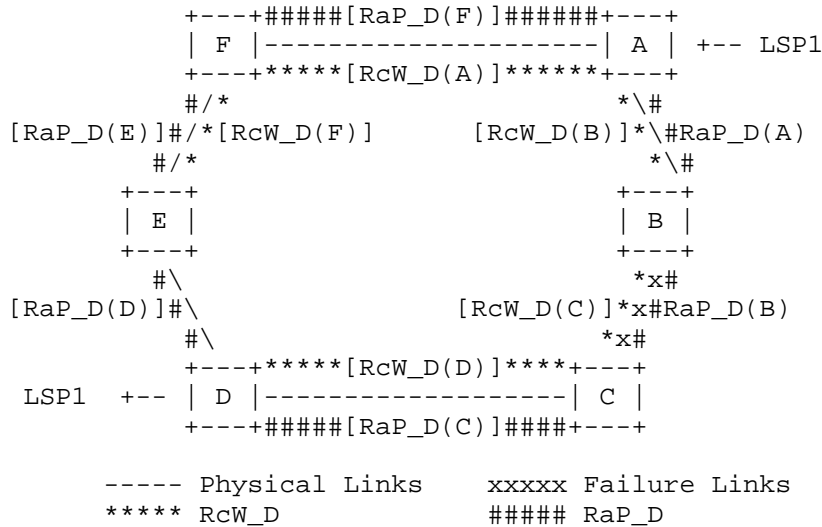 +---+#####[RaP_D(F)]######+---+
| F |---------------------| A | +-- LSP1
+---+*****[RcW_D(A)]******+---+
#/* *\#
[RaP_D(E)]#/*[RcW_D(F)] [RcW_D(B)]*\#RaP_D(A)
#/* *\#
+---+ +---+
| E | | B |
+---+ +---+
#\ *x#
[RaP_D(D)]#\ [RcW_D(C)]*x#RaP_D(B)
#\ *x#
+---+*****[RcW_D(D)]****+---+
LSP1 +-- | D |-------------------| C |
+---+#####[RaP_D(C)]####+---+
----- Physical Links xxxxx Failure Links
***** RcW_D ##### RaP_D